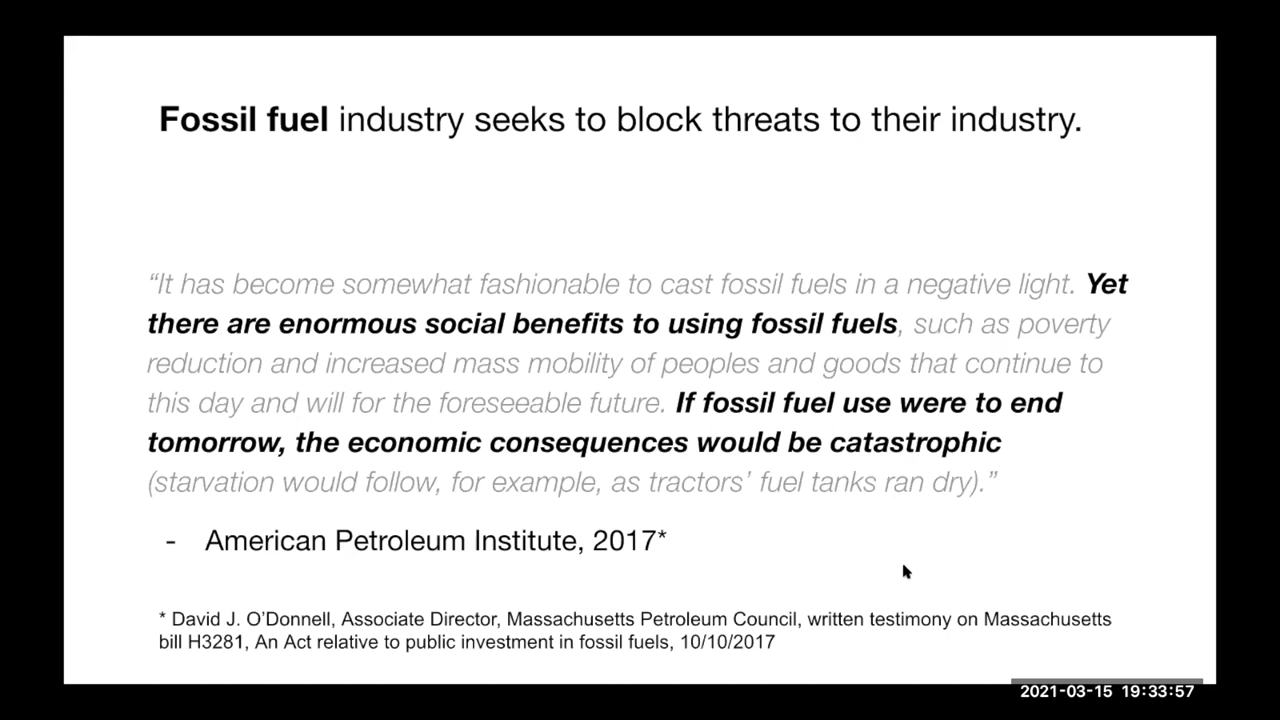 Fossil fuel industry seeks to block threats to their industry.
“It has become somewhat fashionable to cast fossil fuels in a negative light. Yet
there are enormous social benefits to using fossil fuels, such as poverty
reduction and increased mass mobility of peoples and goods that continue to
this day and will for the foreseeable future. If fossil fuel use were to end
tomorrow, the economic consequences would be catastrophic
(starvation would follow, for example, as tractors’ fuel tanks ran dry).”
- American Petroleum Institute, 2017*
* David J. O’Donnell, Associate Director, Massachusetts Petroleum Council, written testimony on Massachusetts
bill H3281, An Act relative to public investment in fossil fuels, 10/10/2017
2021-03-15 19:33:57